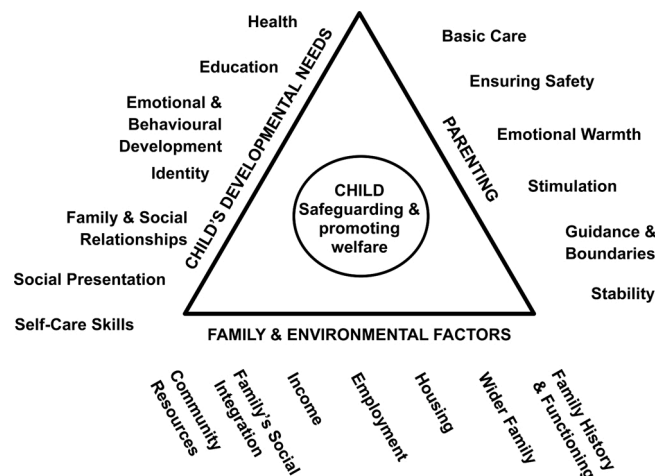 Health
Education
Emotional &
Behavioural
Development
Identity
Family & Social
Relationships
Social Presentation
Self-Care Skills
CHILD'S DEVELOPMENTAL NEEDS
CHILD
Safeguarding &
promoting
welfare
PARENTING
Basic Care
Ensuring Safety
Emotional Warmth
Stimulation
Guidance &
Boundaries
Stability
FAMILY & ENVIRONMENTAL FACTORS
Community
Resources
Family's Social
Integration
Income
Employment
Housing
Wider Family
Family History
& Functioning